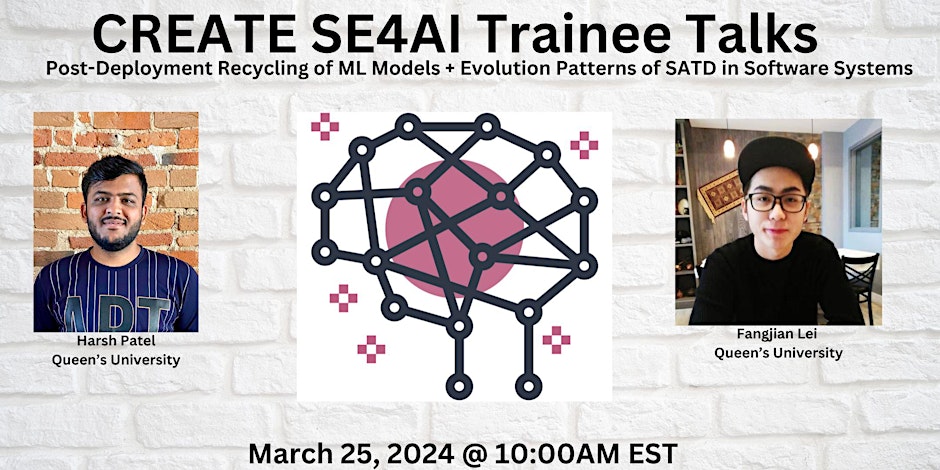 CREATE SE4AI Trainee Talks
Post-Deployment Recycling of ML Models + Evolution Patterns of SATD in Software Systems
ART
Harsh Patel
Queen's University
Fangjian Lei
Queen's University
March 25, 2024 @ 10:00AM EST